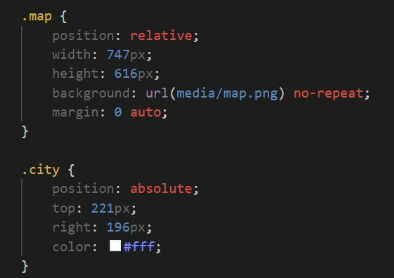 .map {
position: relative;
width: 747px;
height: 616px;
background: url(media/map.png) no-repeat;
margin: 0 auto;
}
.city {
position: absolute;
top: 221px;
right: 196px;
color: #fff;
}